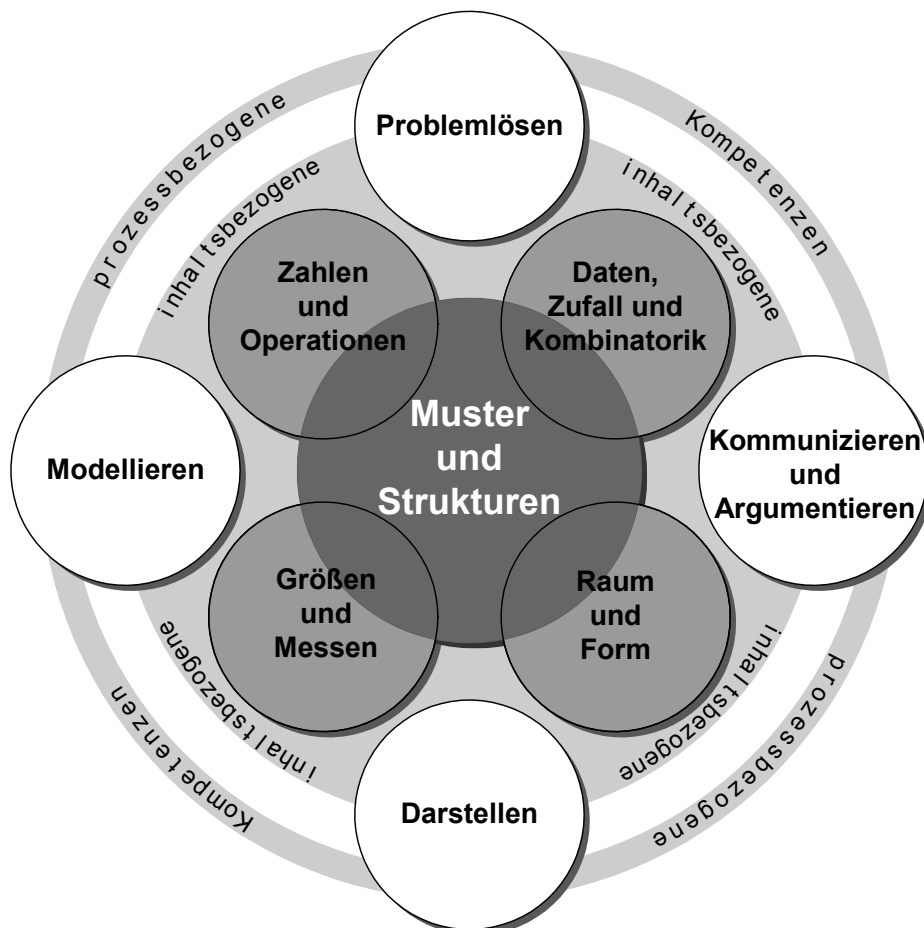 Problemlösen
prozessbezogene
Kompetenzen
inhaltsbezogene
inhaltsbezogene
Zahlen
und
Operationen
Daten,
Zufall und
Kombinatorik
Muster
und
Strukturen
Modellieren
Kommunizieren
und
Argumentieren
Größen
und
Messen
Raum
und
Form
inhaltsbezogene
inhaltsbezogene
Kompetenzen
prozessbezogene
Darstellen